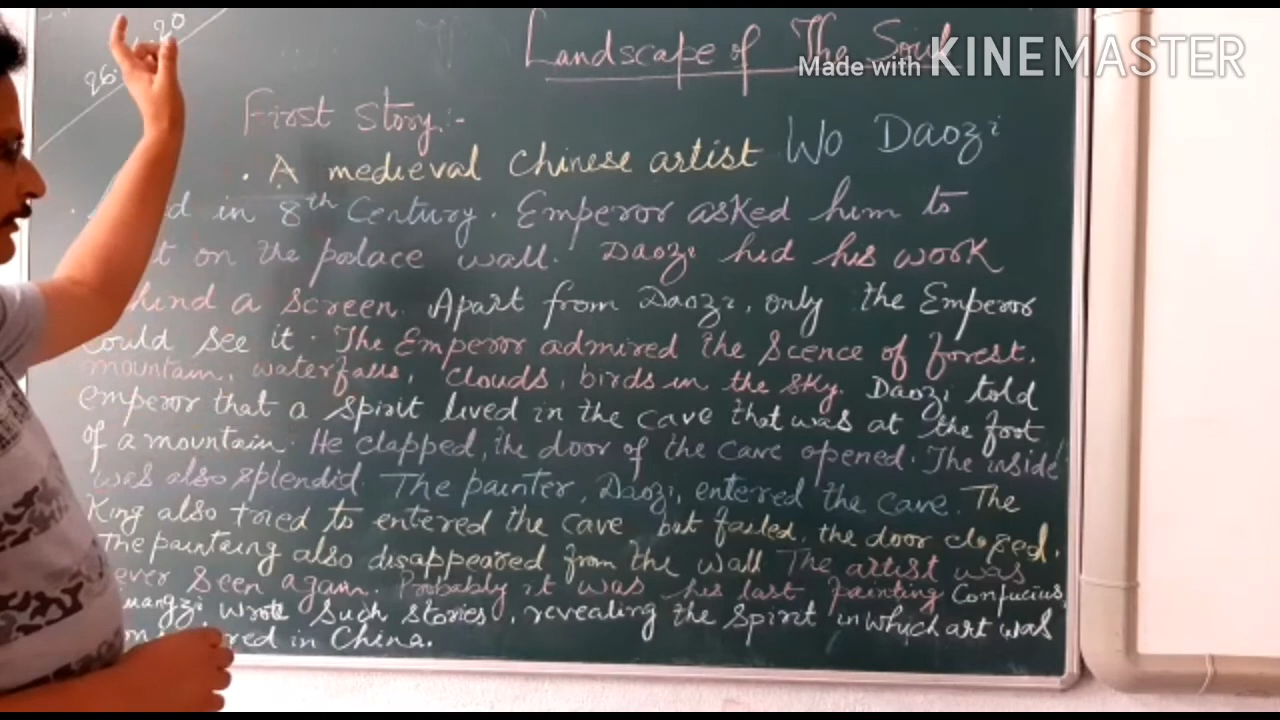 20
Landscape of The Soul
Made with KINEMASTER
26
First Story:-
. A medieval Chinese artist Wo Daozi
in 8th Century. Emperor asked him to
on the palace wall. Daozi hid his work
a screen. Apart from Daozi, only the Emperor
could see it. The Emperor admired the Scence of forest,
mountain, waterfalls, clouds, birds in the sky. Daozi told
emperor that a spirit lived in the cave that was at the foot
of a mountain. He clapped, the door of the cave opened. The inside
was also splendid. The painter, Daozi, entered the cave. The
King also tried to entered the cave but failed, the door closed.
The paintaing also disappeared from the wall The artist was
ever seen again. Probably it was his last painting Confucius,
uangzi, wrote such stories, revealing the Spirit in which art was
red in China.